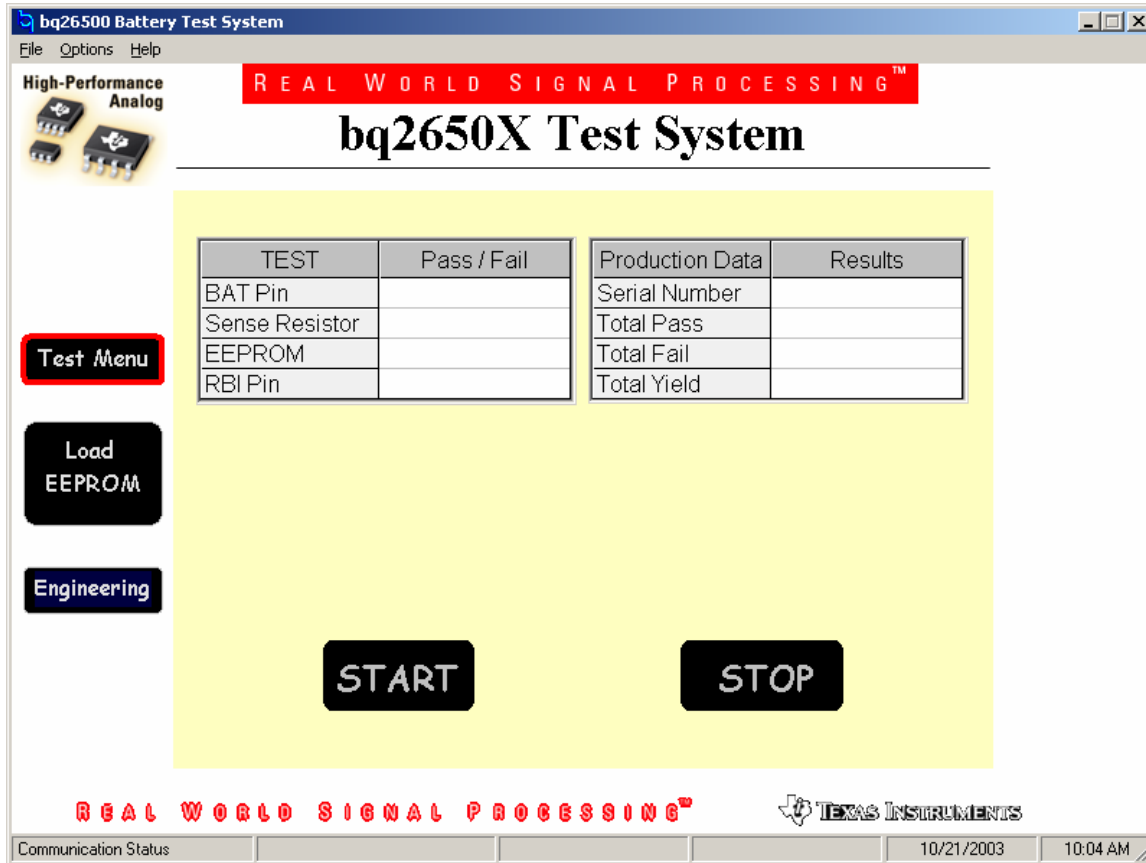 bq26500 Battery Test System
File Options Help
High-Performance
Analog
REAL WORLD SIGNAL PROCESSING™
bq2650X Test System
TEST Pass / Fail
BAT Pin
Sense Resistor
EEPROM
RBI Pin
Production Data Results
Serial Number
Total Pass
Total Fail
Total Yield
Test Menu
Load
EEPROM
Engineering
START STOP
REAL WORLD SIGNAL PROCESSING™ TEXAS INSTRUMENTS
Communication Status 10/21/2003 10:04 AM